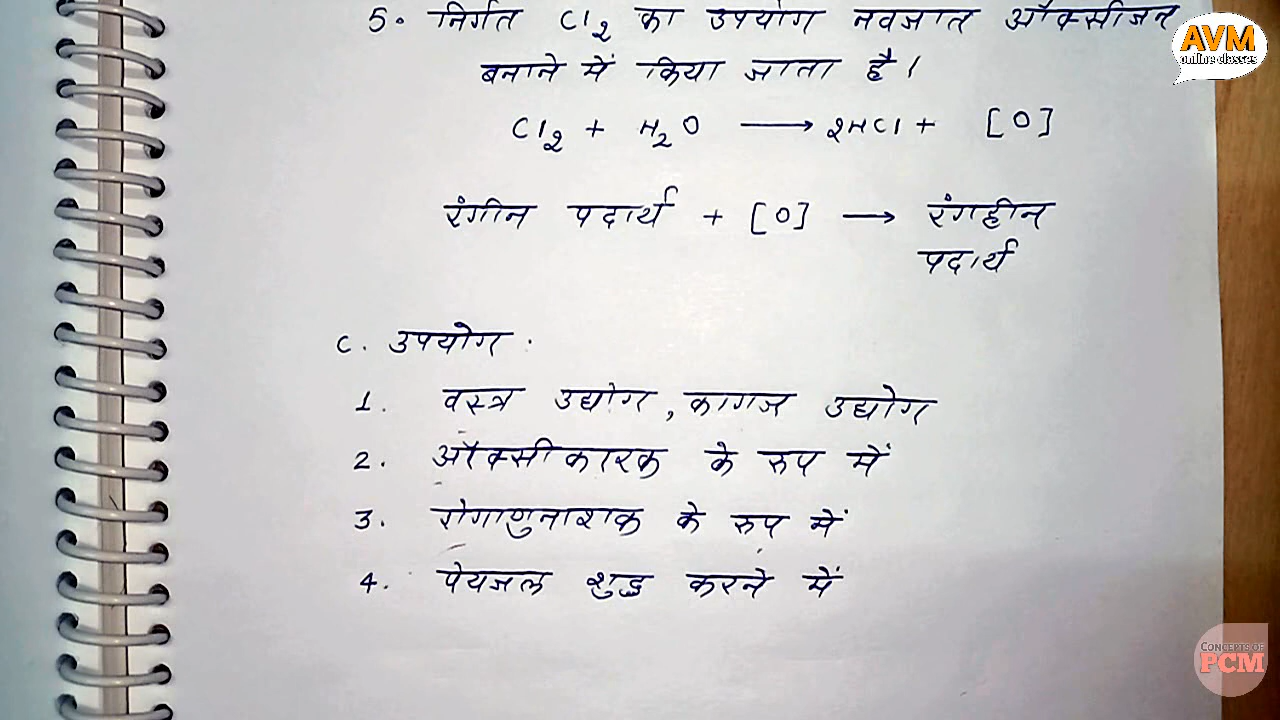 5. निर्गत Cl₂ का उपयोग नवजात ऑक्सीजन
बनाने में किया जाता है।
Cl₂ + H₂O ⟶ 2HCl + [O]
रंगीन पदार्थ + [O] ⟶ रंगहीन
पदार्थ
C. उपयोग.
1. वस्त्र उद्योग, कागज उद्योग
2. ऑक्सीकारक के रुप में
3. रोगाणुनाशक के रुप में
4. पेयजल शुद्ध करने में
AVM
online classes
CONCEPTS OF
PCM